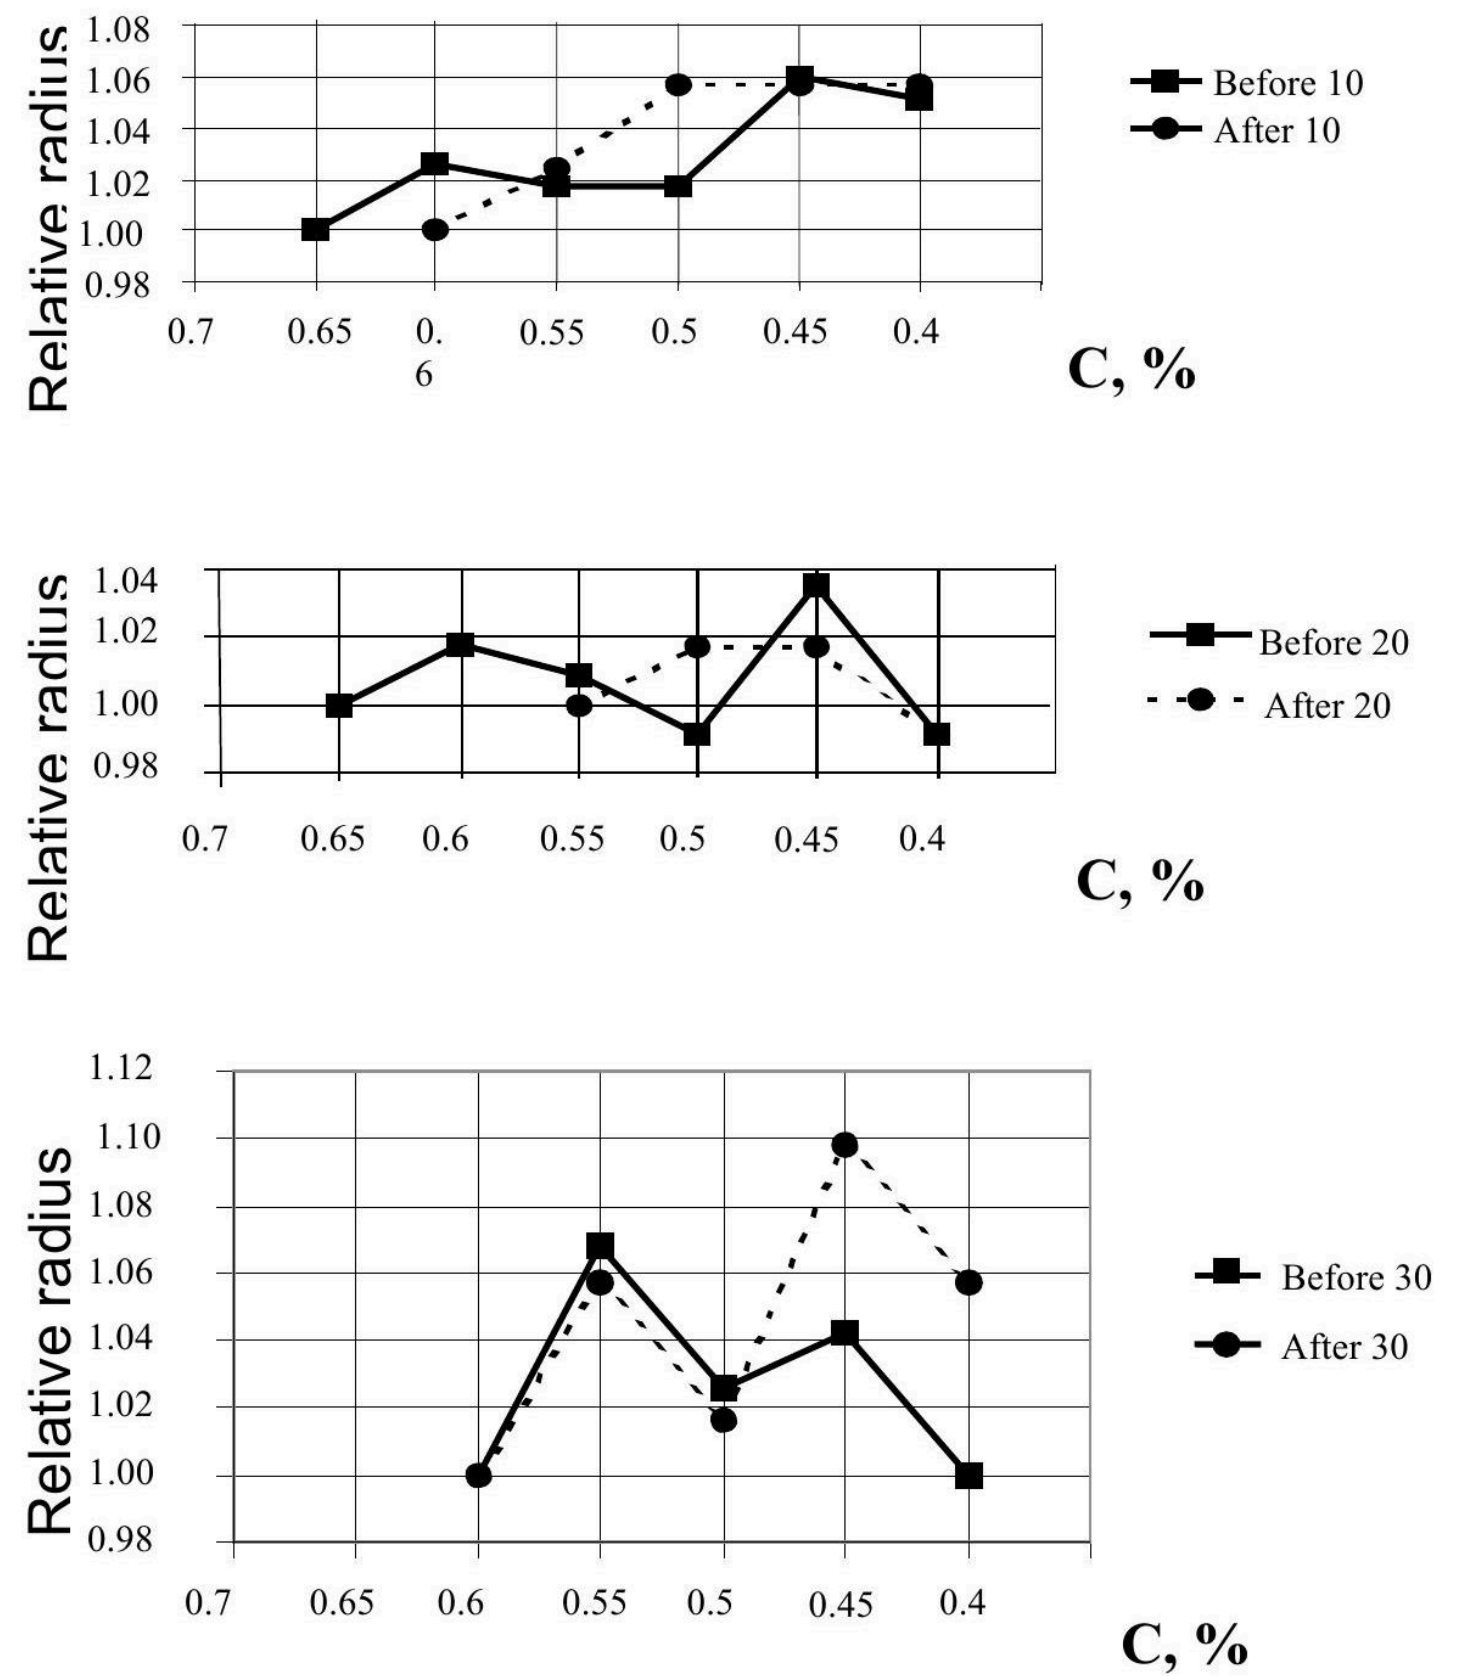 Relative radius
1.08
1.06
1.04
1.02
1.00
0.98
0.7 0.65 0. 0.55 0.5 0.45 0.4
6
C, %
Before 10
After 10
Relative radius
1.04
1.02
1.00
0.98
0.7 0.65 0.6 0.55 0.5 0.45 0.4
C, %
Before 20
After 20
Relative radius
1.12
1.10
1.08
1.06
1.04
1.02
1.00
0.98
0.7 0.65 0.6 0.55 0.5 0.45 0.4
C, %
Before 30
After 30